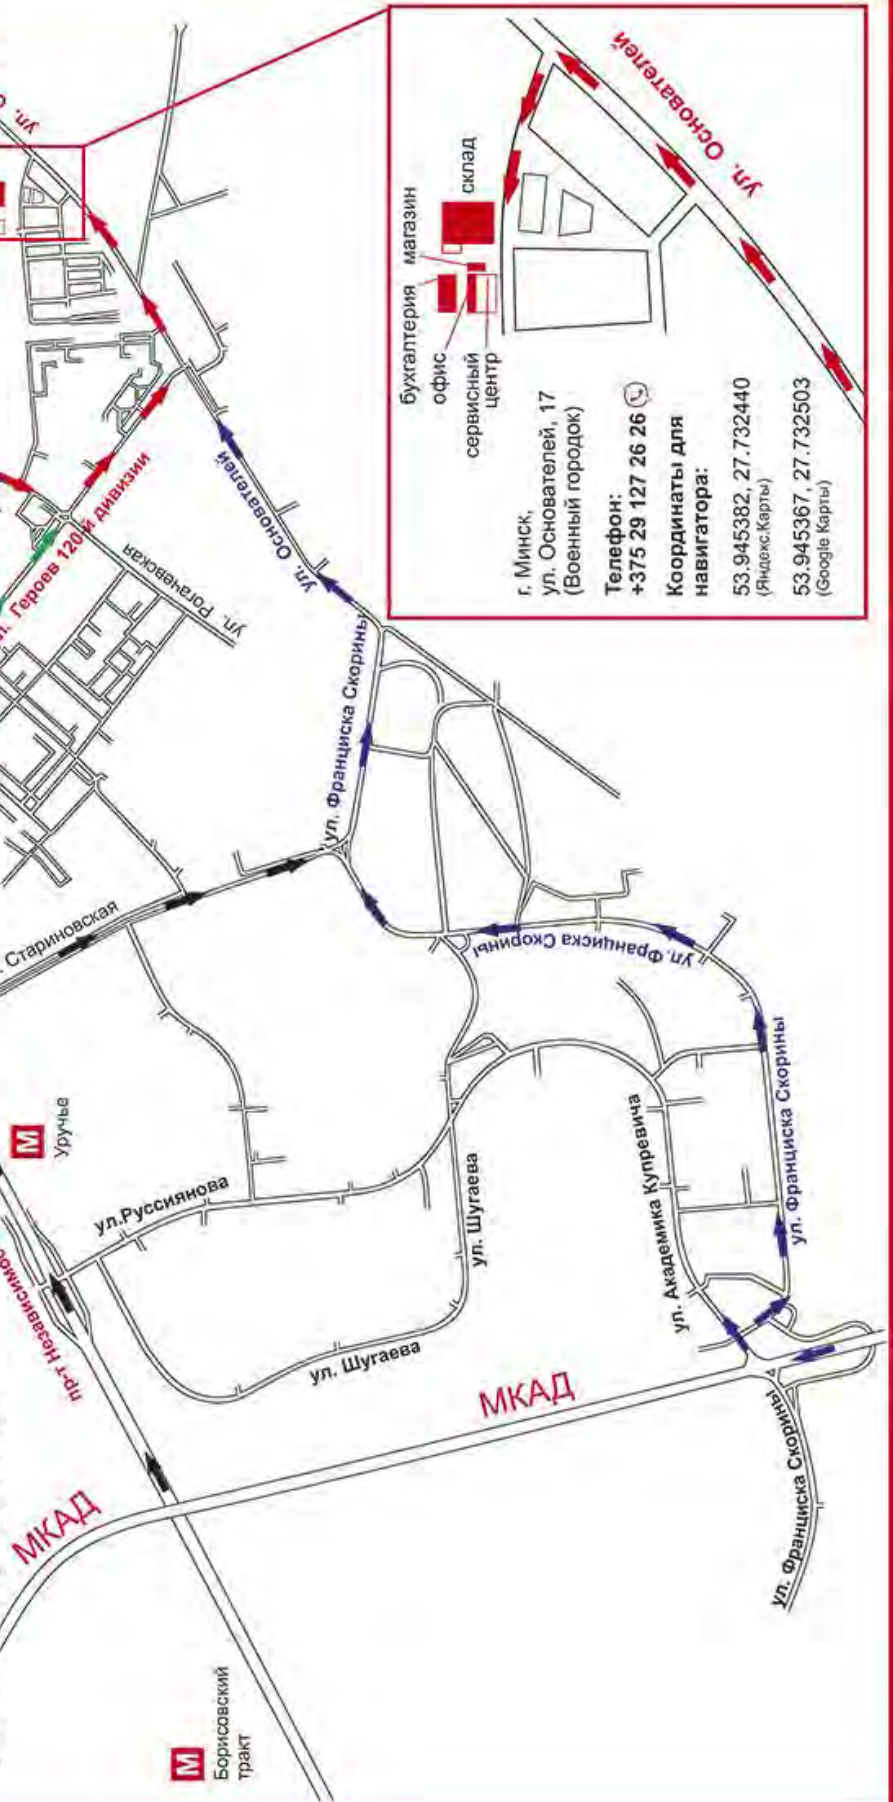 МКАД
МКАД
М
Борисовский
тракт
М
Уручье
ул.Руссиянова
ул. Шугаева
ул. Шугаева
ул. Академика Купревича
ул. Франциска Скорины
ул. Франциска Скорины
ул. Франциска Скорины
ул. Франциска Скорины
Стариновская
ул. Рогачевская
Героев 120-й дивизии
ул. Основателей
бухгалтерия
магазин
офис
склад
сервисный
центр
ул. Основателей
г. Минск,
ул. Основателей, 17
(Военный городок)
Телефон:
+375 29 127 26 26
Координаты для
навигатора:
53.945382, 27.732440
(Яндекс.Карты)
53.945367, 27.732503
(Google Карты)